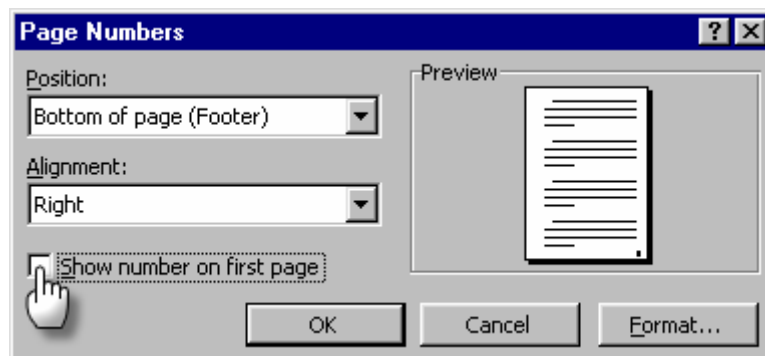 Page Numbers
Position:
Bottom of page (Footer)
Alignment:
Right
Show number on first page
Preview
OK
Cancel
Format...